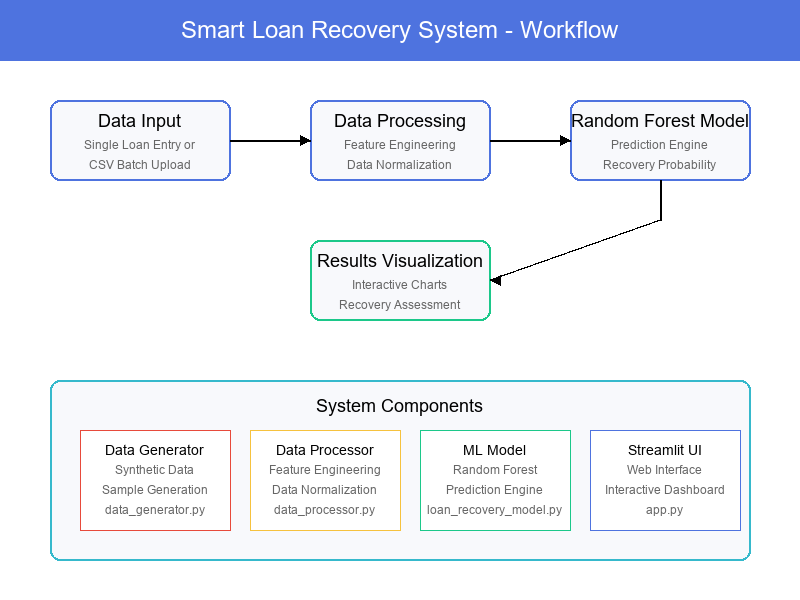 Smart Loan Recovery System - Workflow
Data Input
Single Loan Entry or
CSV Batch Upload
Data Processing
Feature Engineering
Data Normalization
Random Forest Model
Prediction Engine
Recovery Probability
Results Visualization
Interactive Charts
Recovery Assessment
System Components
Data Generator
Synthetic Data
Sample Generation
data_generator.py
Data Processor
Feature Engineering
Data Normalization
data_processor.py
ML Model
Random Forest
Prediction Engine
loan_recovery_model.py
Streamlit UI
Web Interface
Interactive Dashboard
app.py